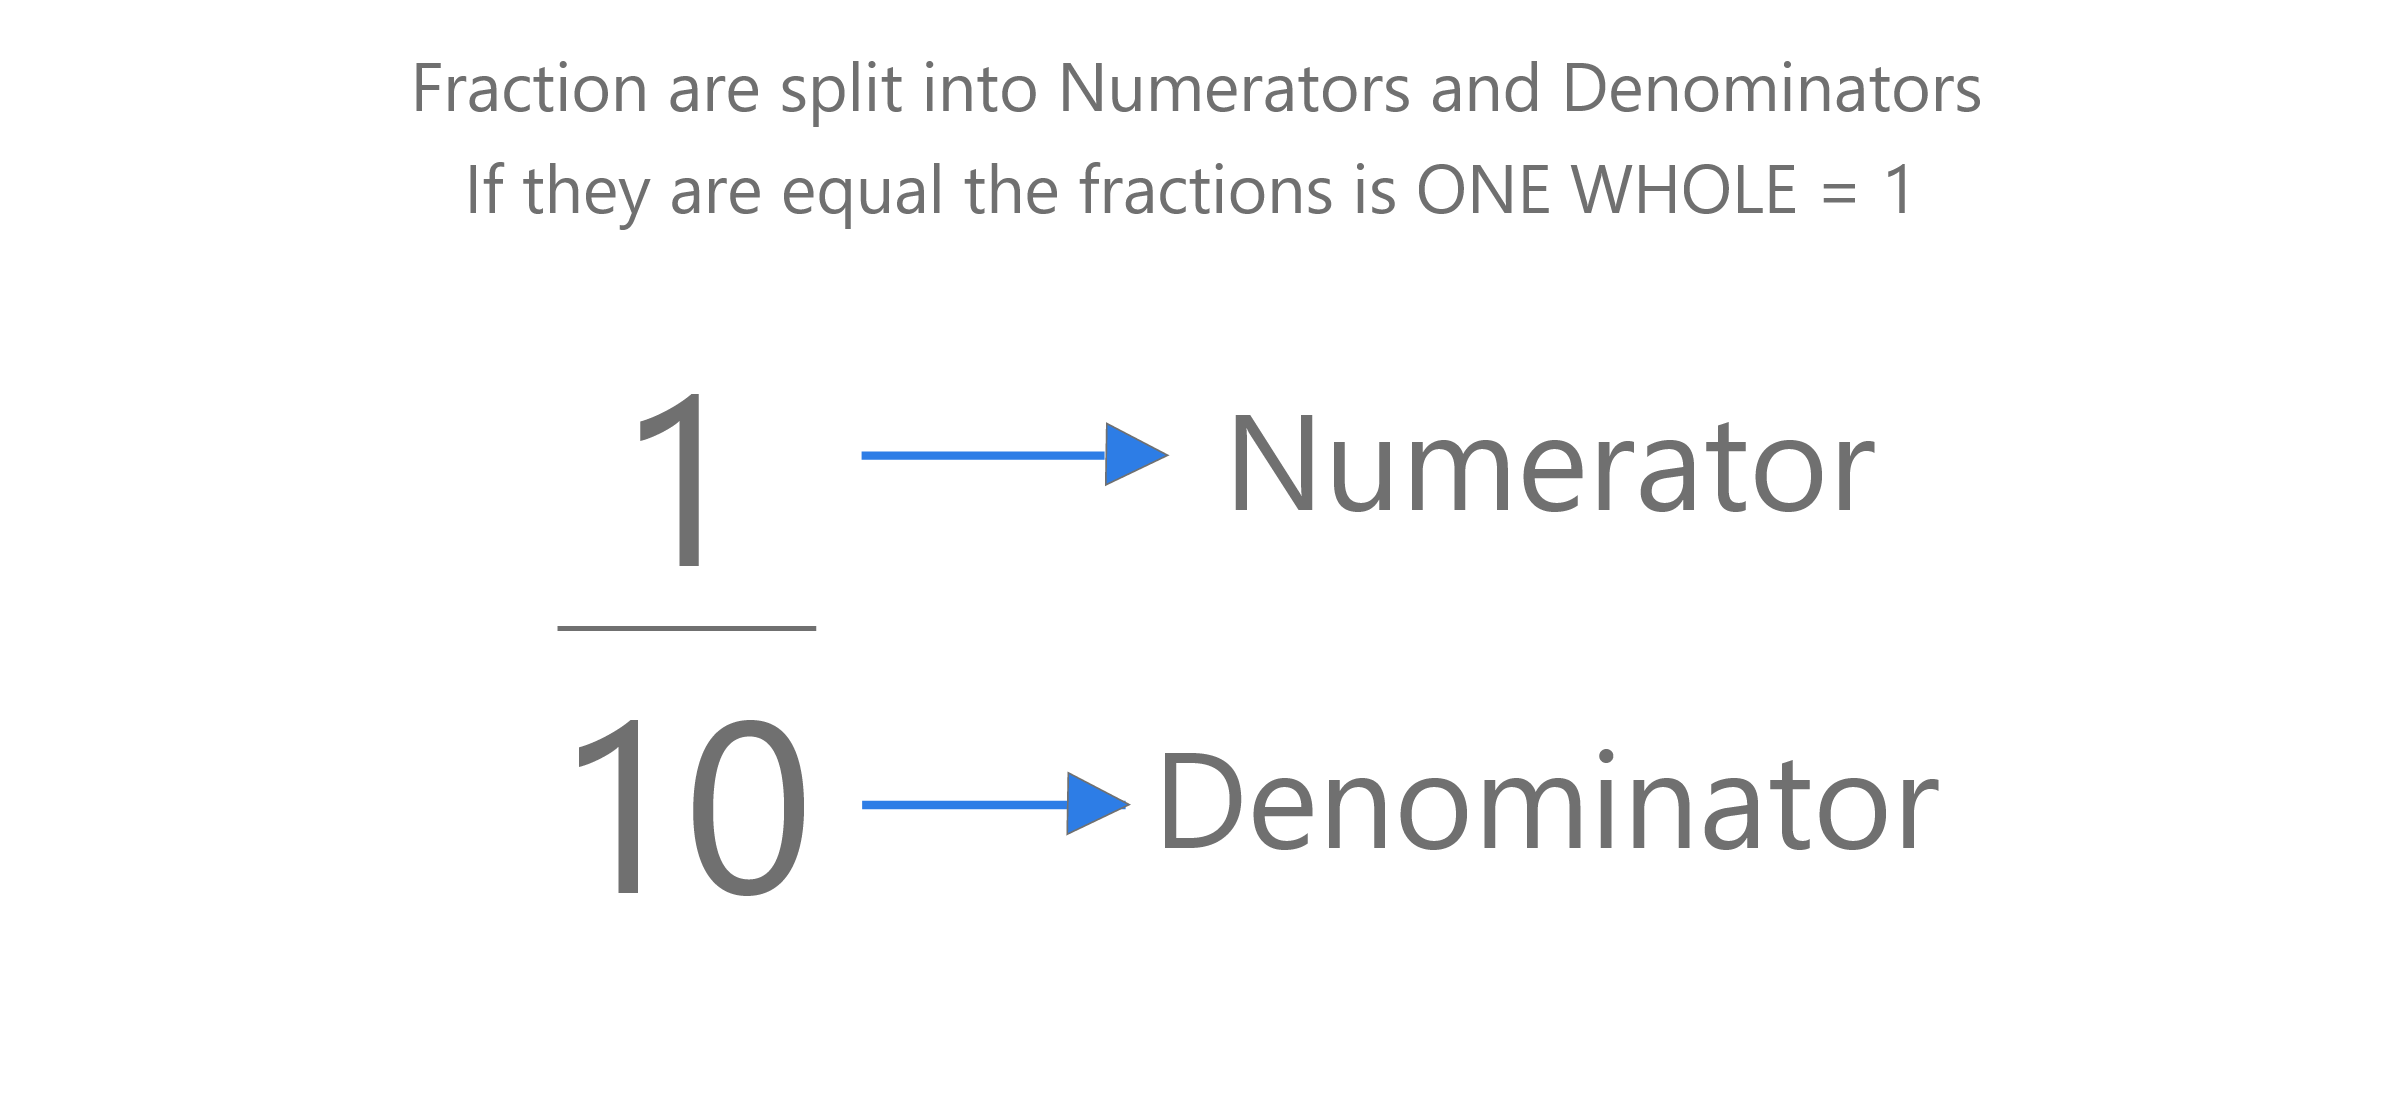 Fraction are split into Numerators and Denominators
If they are equal the fractions is ONE WHOLE = 1
1
Numerator
10
Denominator